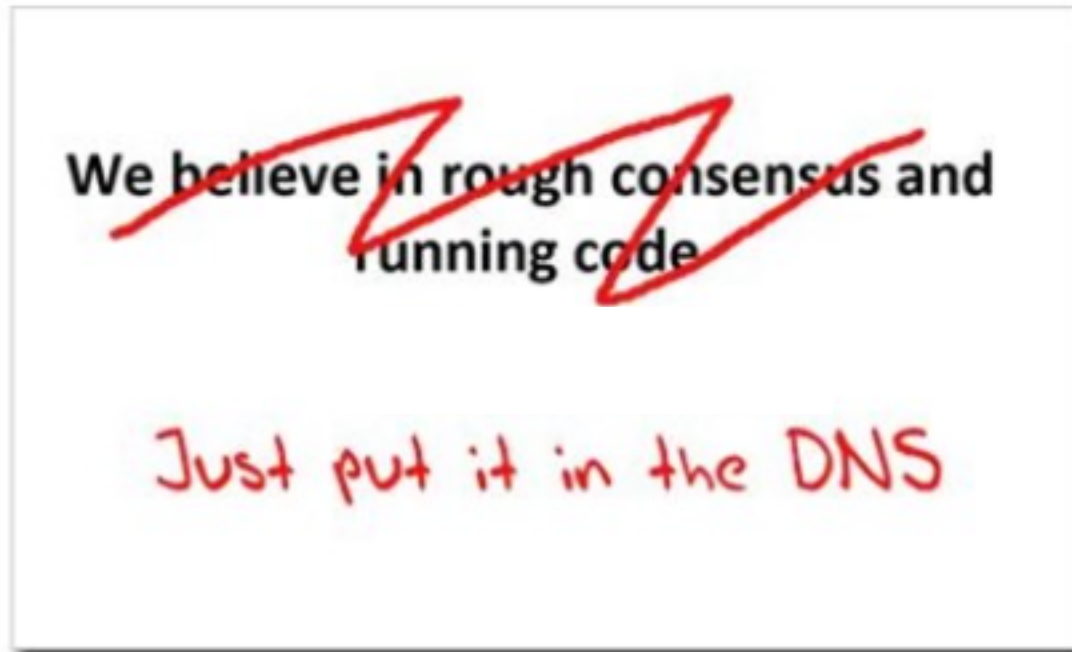 We believe in rough consensus and
running code
Just put it in the DNS